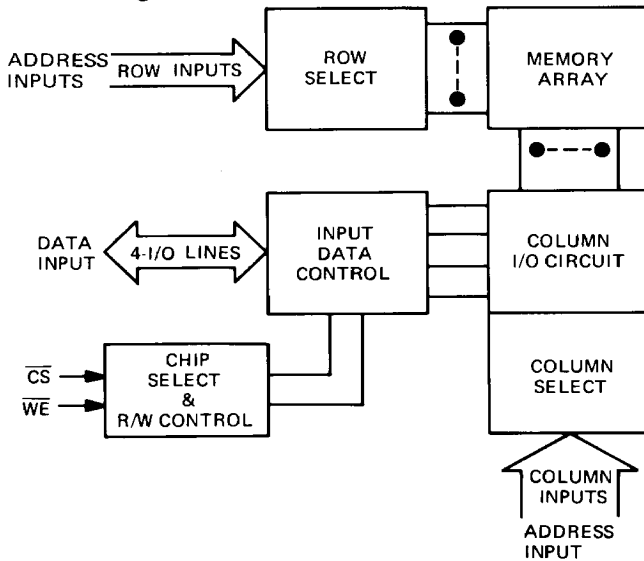 ADDRESS
INPUTS
ROW INPUTS
ROW
SELECT
MEMORY
ARRAY
DATA
INPUT
4-I/O LINES
INPUT
DATA
CONTROL
COLUMN
I/O CIRCUIT
CS
WE
CHIP
SELECT
&
R/W CONTROL
COLUMN
SELECT
COLUMN
INPUTS
ADDRESS
INPUT